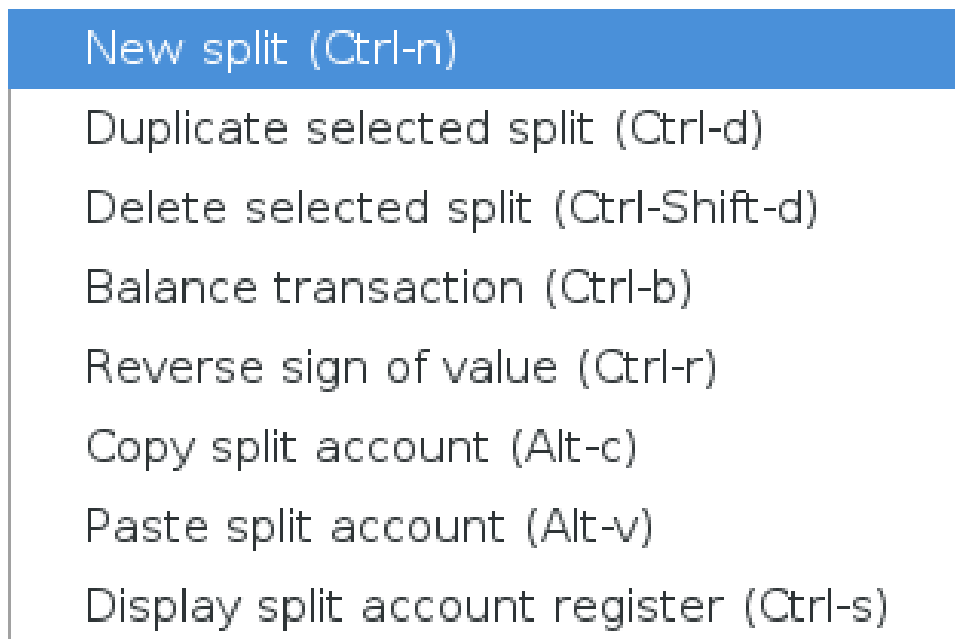 New split (Ctrl-n)
Duplicate selected split (Ctrl-d)
Delete selected split (Ctrl-Shift-d)
Balance transaction (Ctrl-b)
Reverse sign of value (Ctrl-r)
Copy split account (Alt-c)
Paste split account (Alt-v)
Display split account register (Ctrl-s)